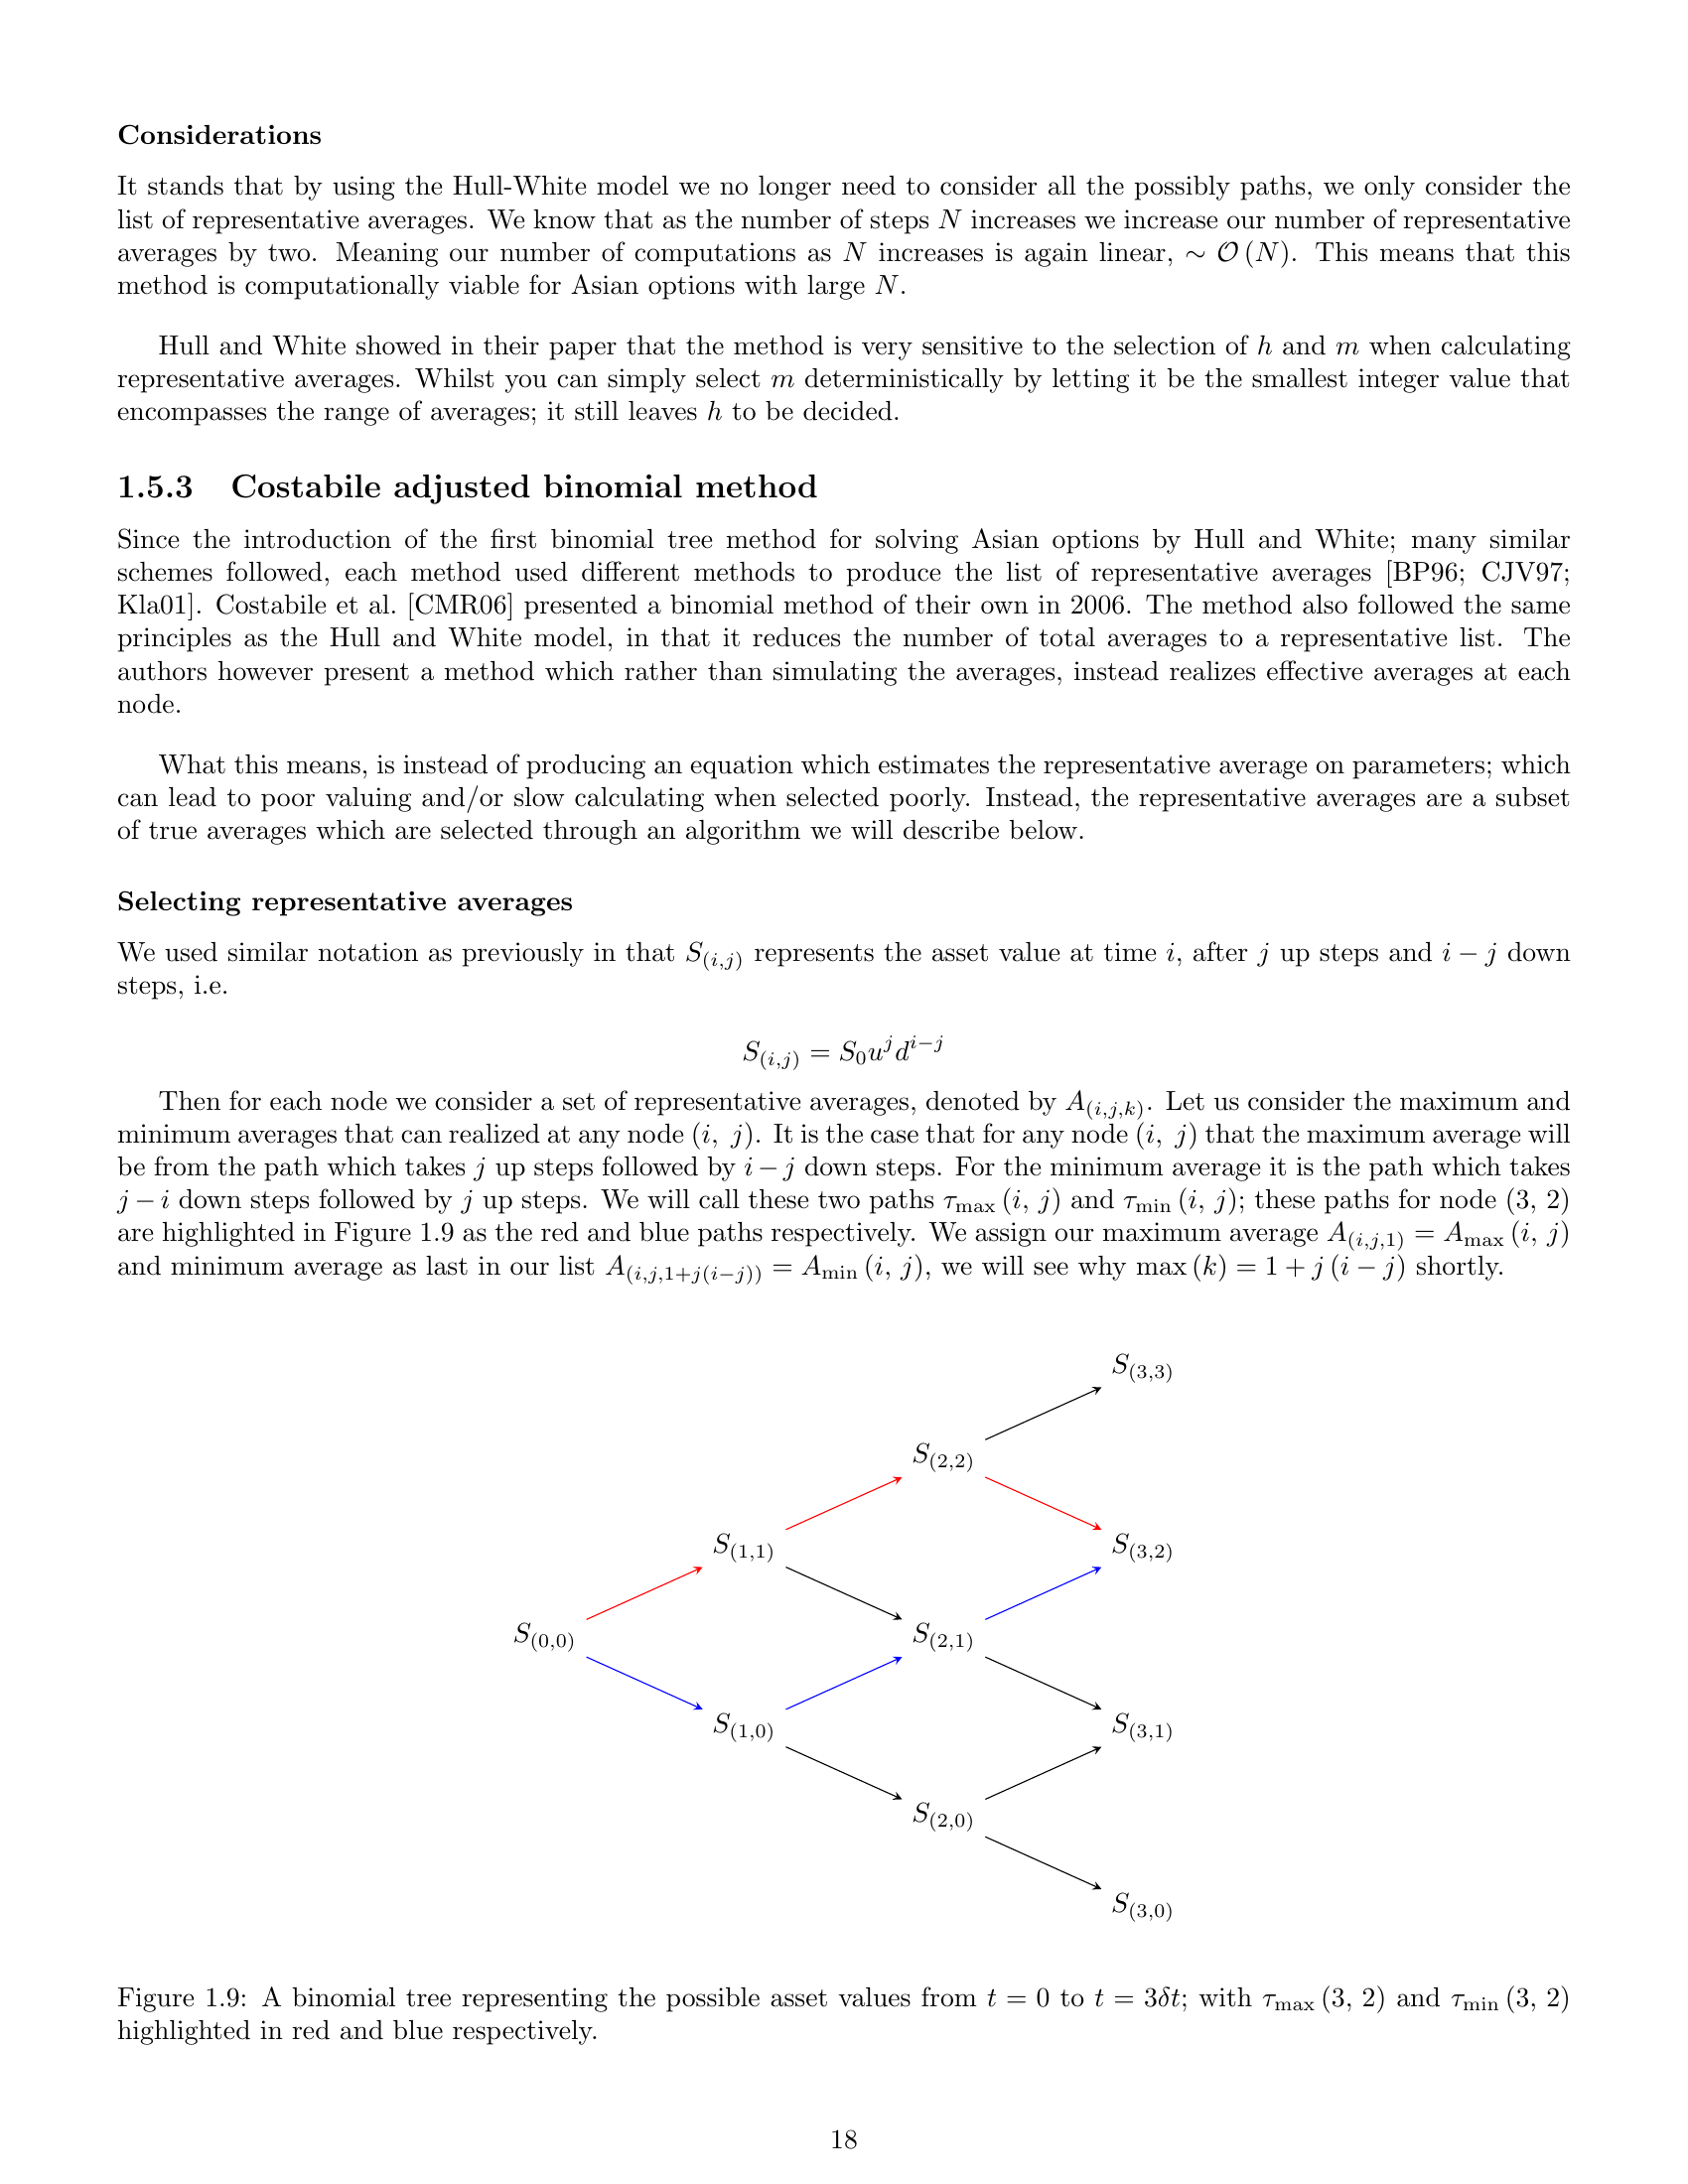 Considerations
It stands that by using the Hull-White model we no longer need to consider all the possibly paths, we only consider the
list of representative averages. We know that as the number of steps N increases we increase our number of representative
averages by two. Meaning our number of computations as N increases is again linear, ∼ O (N). This means that this
method is computationally viable for Asian options with large N.
Hull and White showed in their paper that the method is very sensitive to the selection of h and m when calculating
representative averages. Whilst you can simply select m deterministically by letting it be the smallest integer value that
encompasses the range of averages; it still leaves h to be decided.
1.5.3 Costabile adjusted binomial method
Since the introduction of the first binomial tree method for solving Asian options by Hull and White; many similar
schemes followed, each method used different methods to produce the list of representative averages [BP96; CJV97;
Kla01]. Costabile et al. [CMR06] presented a binomial method of their own in 2006. The method also followed the same
principles as the Hull and White model, in that it reduces the number of total averages to a representative list. The
authors however present a method which rather than simulating the averages, instead realizes effective averages at each
node.
What this means, is instead of producing an equation which estimates the representative average on parameters; which
can lead to poor valuing and/or slow calculating when selected poorly. Instead, the representative averages are a subset
of true averages which are selected through an algorithm we will describe below.
Selecting representative averages
We used similar notation as previously in that S_{(i,j)} represents the asset value at time i, after j up steps and i − j down
steps, i.e.
S_{(i,j)} = S_0 u^j d^{i−j}
Then for each node we consider a set of representative averages, denoted by A_{(i,j,k)}. Let us consider the maximum and
minimum averages that can realized at any node (i, j). It is the case that for any node (i, j) that the maximum average will
be from the path which takes j up steps followed by i − j down steps. For the minimum average it is the path which takes
j − i down steps followed by j up steps. We will call these two paths τ_{max} (i, j) and τ_{min} (i, j); these paths for node (3, 2)
are highlighted in Figure 1.9 as the red and blue paths respectively. We assign our maximum average A_{(i,j,1)} = A_{max} (i, j)
and minimum average as last in our list A_{(i,j,1+j(i−j))} = A_{min} (i, j), we will see why max (k) = 1 + j (i − j) shortly.
S_{(3,3)}
S_{(2,2)}
S_{(1,1)}
S_{(3,2)}
S_{(0,0)}
S_{(2,1)}
S_{(1,0)}
S_{(3,1)}
S_{(2,0)}
S_{(3,0)}
Figure 1.9: A binomial tree representing the possible asset values from t = 0 to t = 3δt; with τ_{max} (3, 2) and τ_{min} (3, 2)
highlighted in red and blue respectively.
18